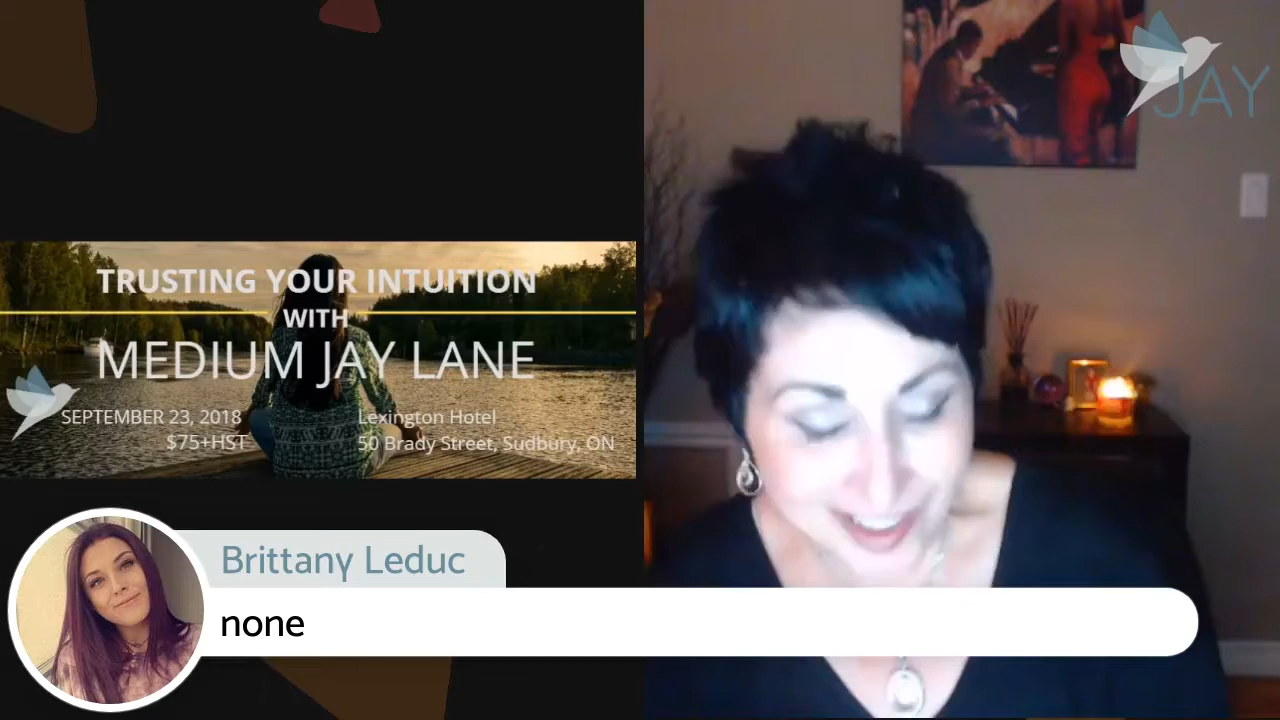 JAY
TRUSTING YOUR INTUITION
WITH
MEDIUM JAY LANE
SEPTEMBER 23, 2018
$75+HST
Lexington Hotel
50 Brady Street, Sudbury, ON
Brittany Leduc
none